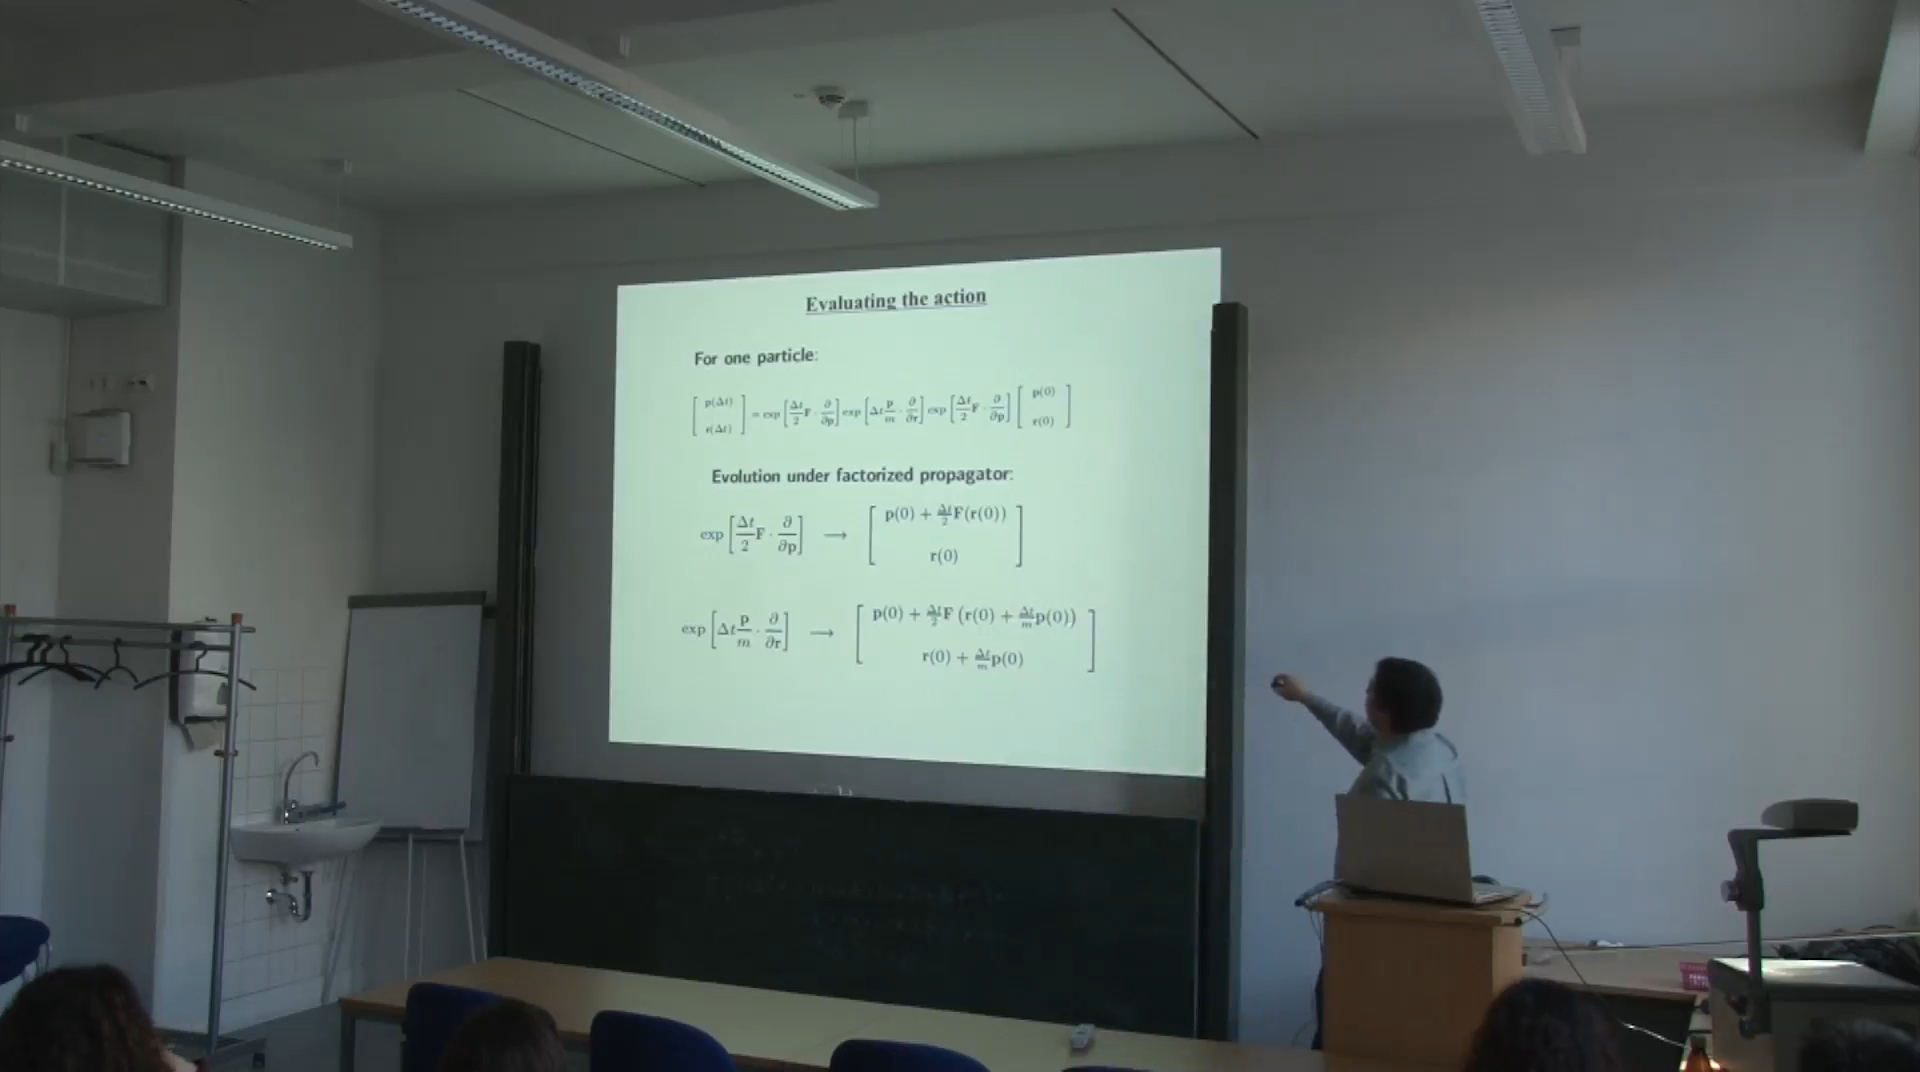 Evaluating the action
For one particle:
[ p(Δt) r(Δt) ] = exp [ Δt/2 F · ∂/∂p ] exp [ Δt p/m · ∂/∂r ] exp [ Δt/2 F · ∂/∂p ] [ p(0) r(0) ]
Evolution under factorized propagator:
exp [ Δt/2 F · ∂/∂p ] ⟶ [ p(0) + Δt/2 F(r(0)) r(0) ]
exp [ Δt p/m · ∂/∂r ] ⟶ [ p(0) + Δt/2 F (r(0) + Δt/m p(0)) r(0) + Δt/m p(0) ]